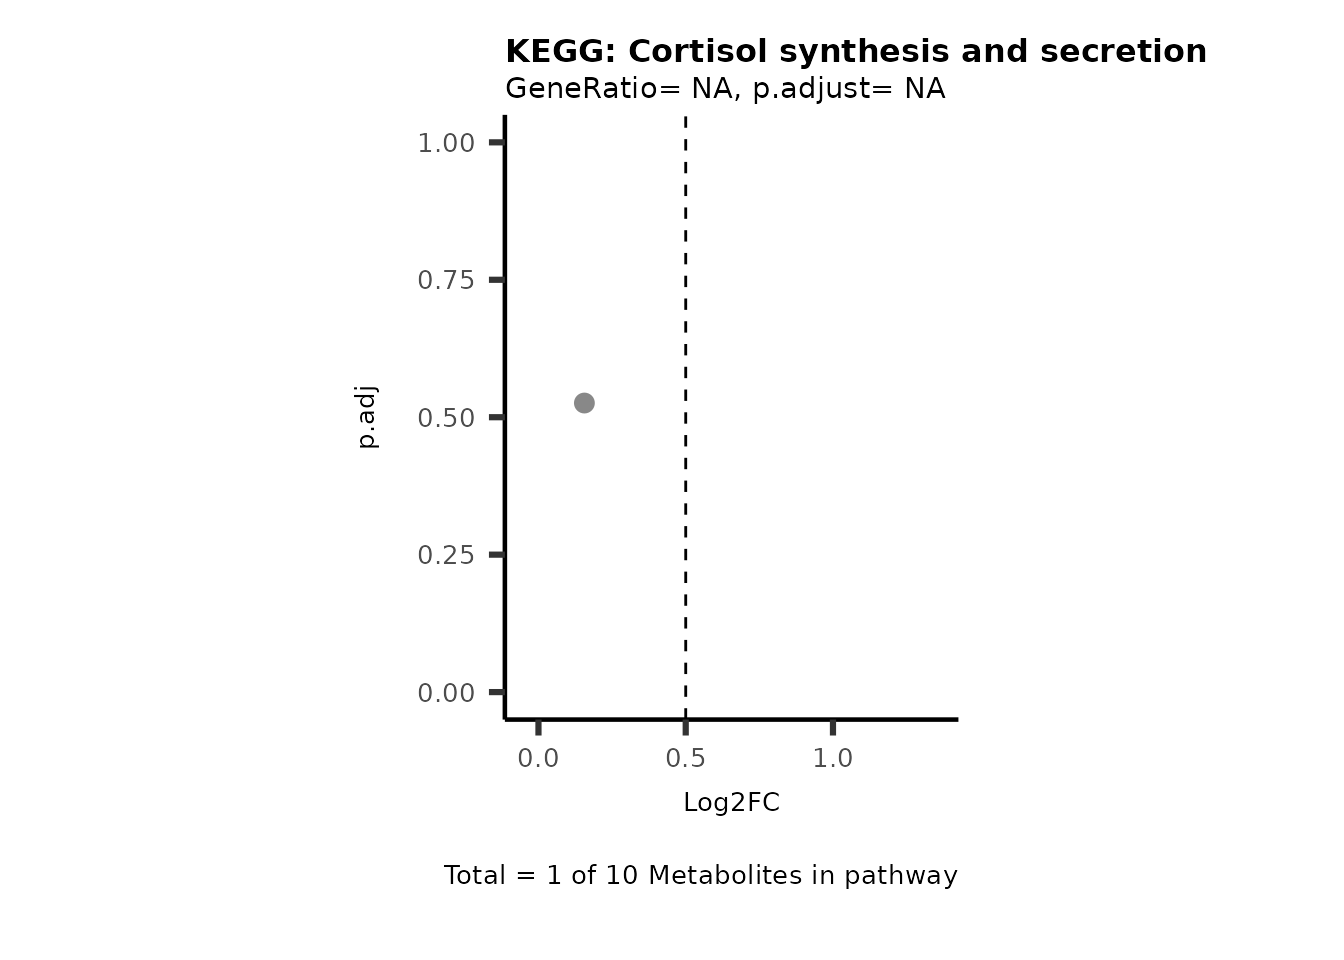 KEGG: Cortisol synthesis and secretion
GeneRatio= NA, p.adjust= NA
1.00
0.75
0.50
0.25
0.00
p.adj
0.0 0.5 1.0
Log2FC
Total = 1 of 10 Metabolites in pathway